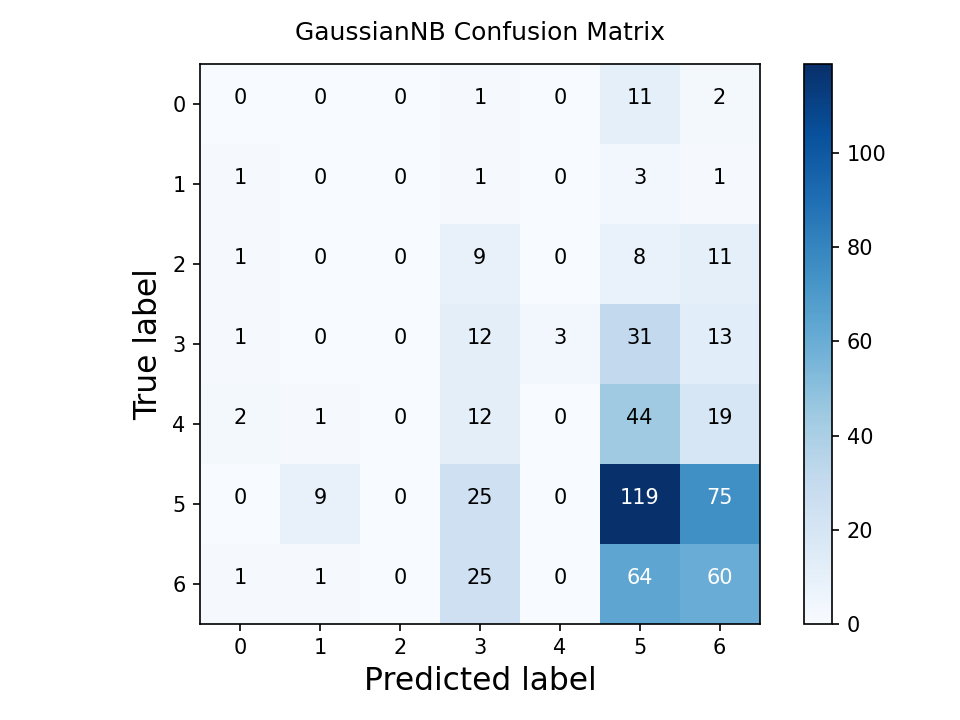 GaussianNB Confusion Matrix
True label
0 0 0 0 1 0 11 2
1 1 0 0 1 0 3 1
2 1 0 0 9 0 8 11
3 1 0 0 12 3 31 13
4 2 1 0 12 0 44 19
5 0 9 0 25 0 119 75
6 1 1 0 25 0 64 60
0 1 2 3 4 5 6
Predicted label
100
80
60
40
20
0